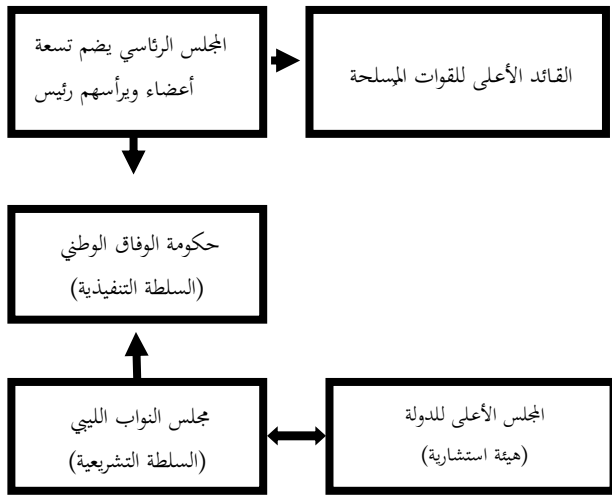 المجلس الرئاسي يضم تسعة
أعضاء ويرأسهم رئيس
القائد الأعلى للقوات المسلحة
حكومة الوفاق الوطني
(السلطة التنفيذية)
مجلس النواب الليبي
(السلطة التشريعية)
المجلس الأعلى للدولة
(هيئة استشارية)